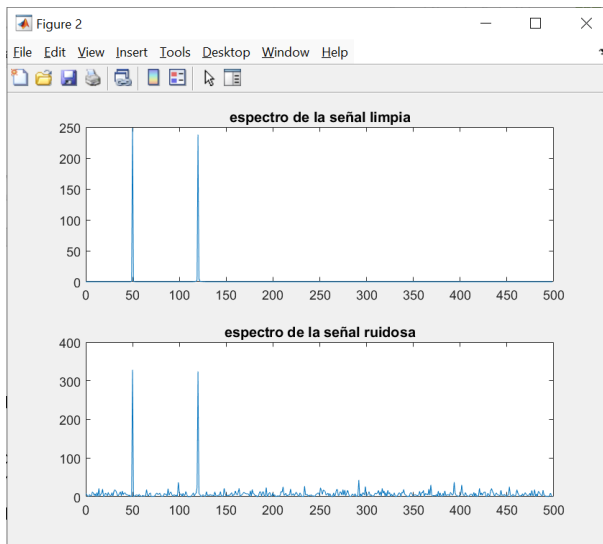 Figure 2
File Edit View Insert Tools Desktop Window Help
espectro de la señal limpia
250
200
150
100
50
0
0 50 100 150 200 250 300 350 400 450 500
espectro de la señal ruidosa
400
300
200
100
0
0 50 100 150 200 250 300 350 400 450 500